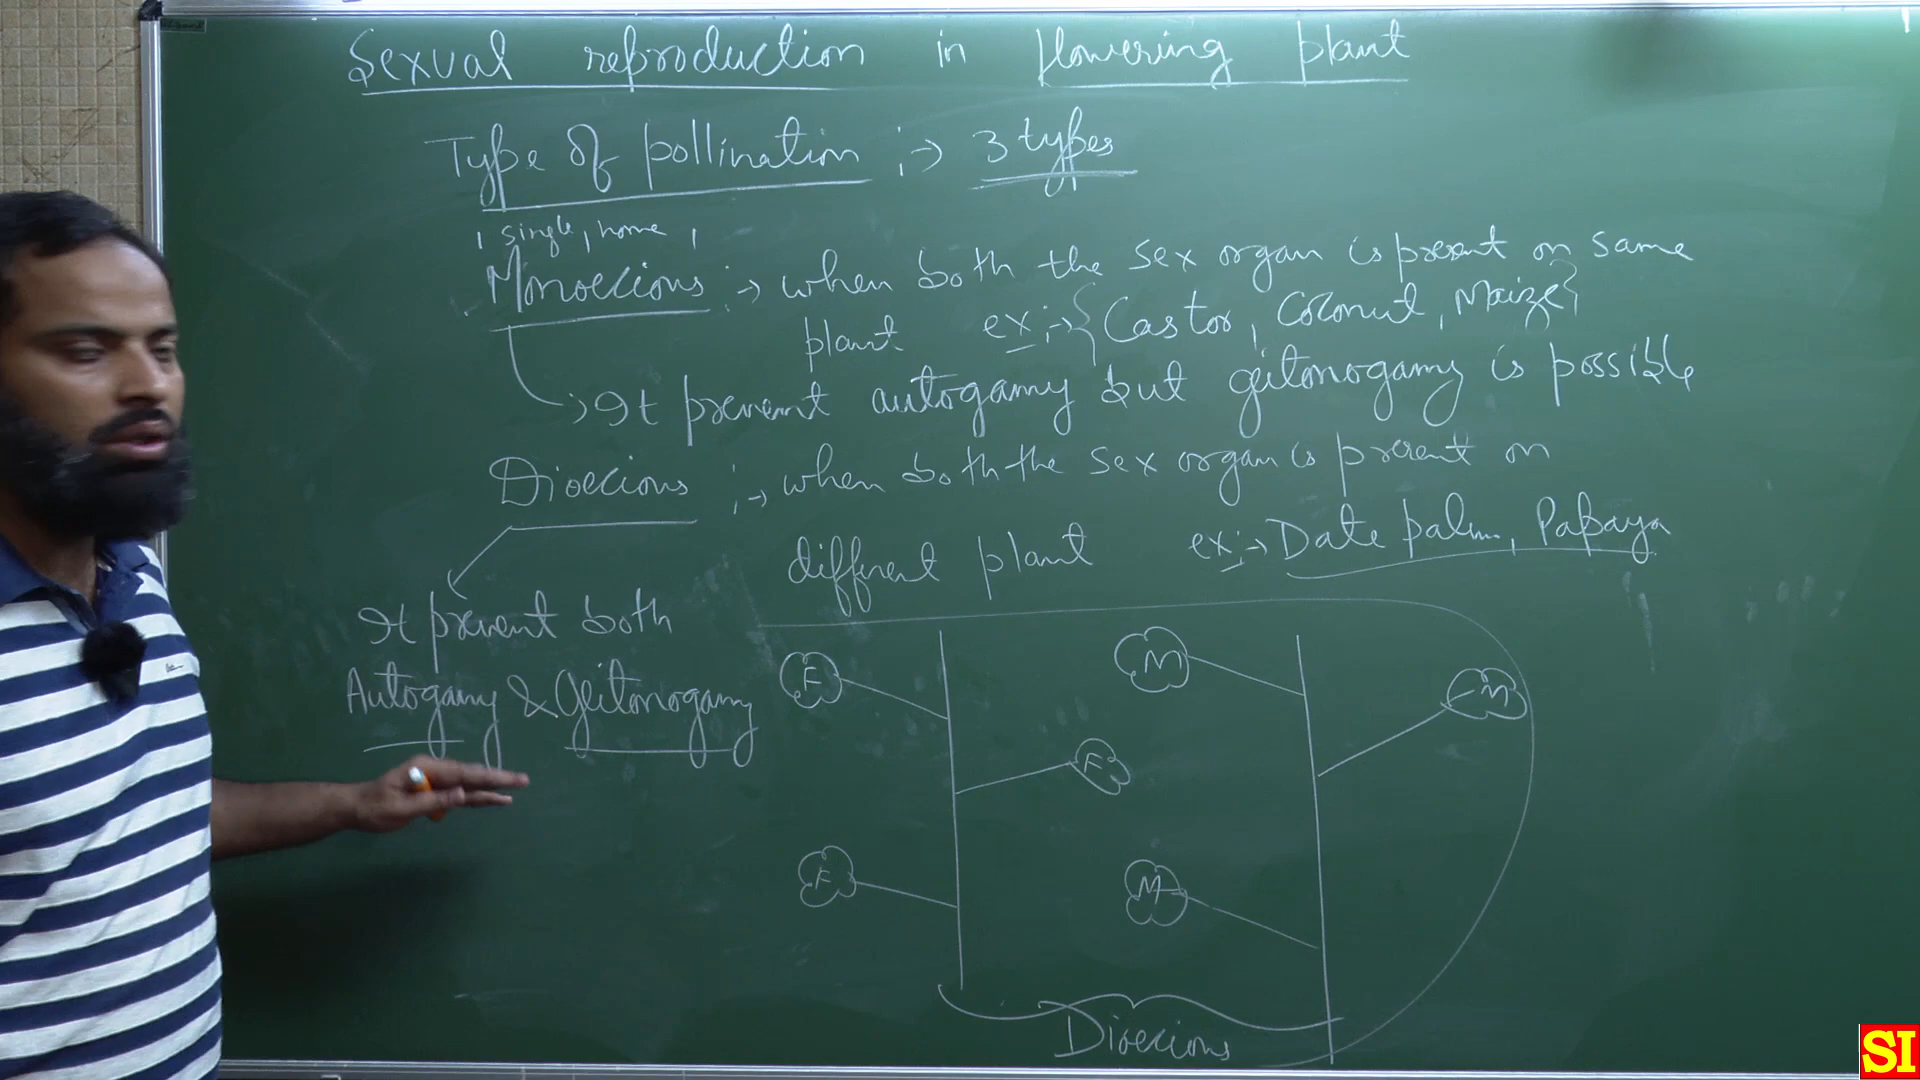 Sexual reproduction in flowering plant
Type of pollination :→ 3 types
single, home
Monoecious :→ when both the sex organ is present on same
plant ex :→ {Castor, Coconut, Maize}
→ It prevent autogamy but geitonogamy is possible
Dioecious :→ when both the sex organ is present on
different plant ex :→ Date palm, Papaya
It prevent both
Autogamy & Geitonogamy
F M M
F
F M
Dioecious
SI